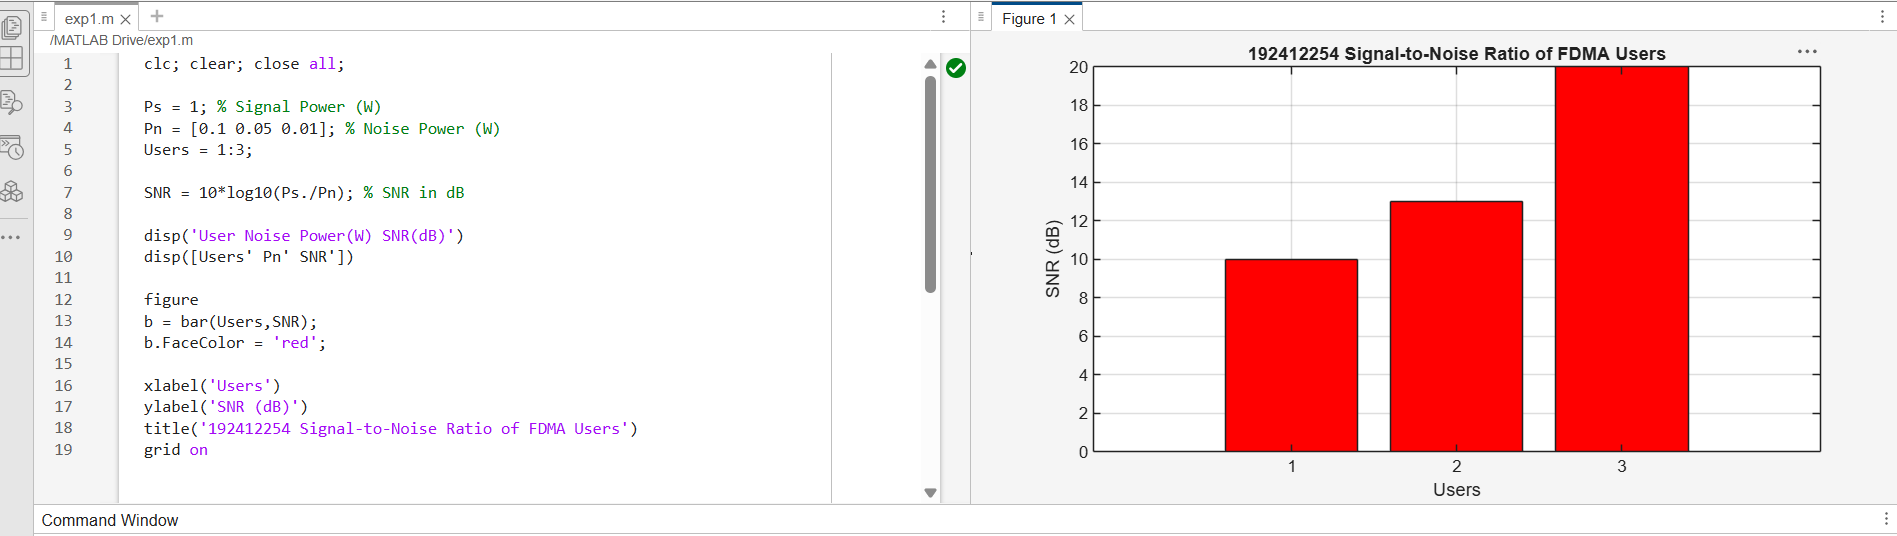 exp1.m
/MATLAB Drive/exp1.m
1 clc; clear; close all;
2
3 Ps = 1; % Signal Power (W)
4 Pn = [0.1 0.05 0.01]; % Noise Power (W)
5 Users = 1:3;
6
7 SNR = 10*log10(Ps./Pn); % SNR in dB
8
9 disp('User Noise Power(W) SNR(dB)')
10 disp([Users' Pn' SNR'])
11
12 figure
13 b = bar(Users,SNR);
14 b.FaceColor = 'red';
15
16 xlabel('Users')
17 ylabel('SNR (dB)')
18 title('192412254 Signal-to-Noise Ratio of FDMA Users')
19 grid on
Command Window
Figure 1
192412254 Signal-to-Noise Ratio of FDMA Users
SNR (dB)
20
18
16
14
12
10
8
6
4
2
0
1 2 3
Users